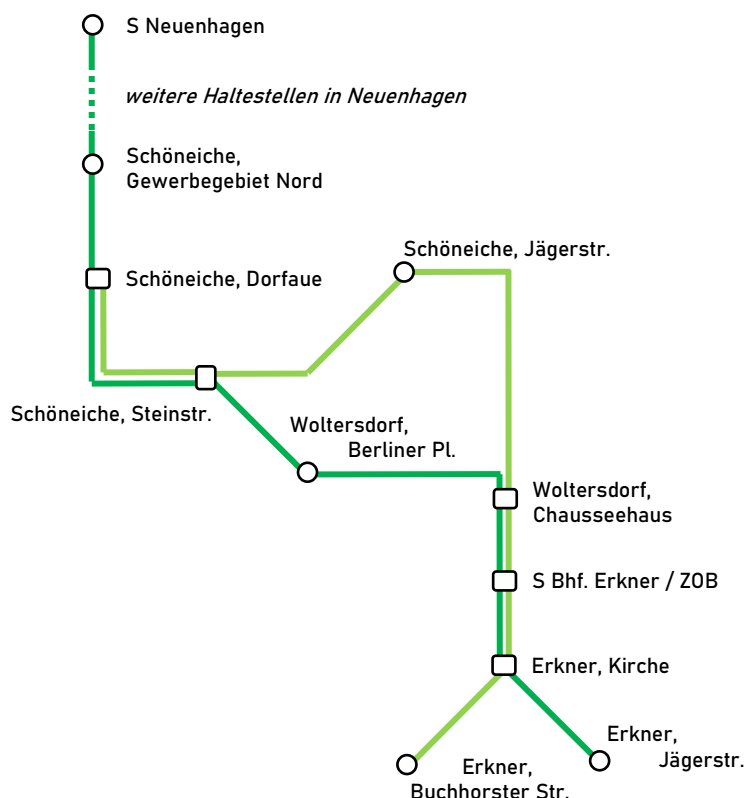 S Neuenhagen
weitere Haltestellen in Neuenhagen
Schöneiche,
Gewerbegebiet Nord
Schöneiche, Jägerstr.
Schöneiche, Dorfaue
Schöneiche, Steinstr.
Woltersdorf,
Berliner Pl.
Woltersdorf,
Chausseehaus
S Bhf. Erkner / ZOB
Erkner, Kirche
Erkner,
Jägerstr.
Erkner,
Buchhorster Str.